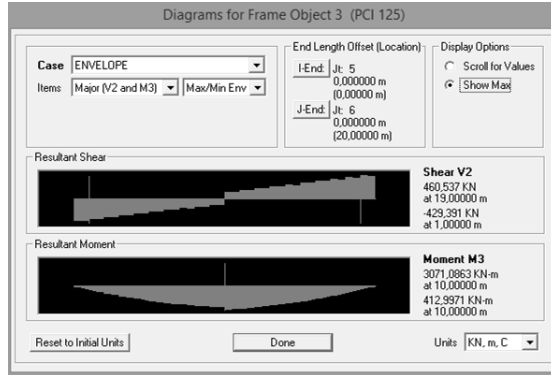 Diagrams for Frame Object 3 (PCI 125)
Case ENVELOPE
Items Major (V2 and M3) Max/Min Env
End Length Offset (Location)
I-End: Jt: 5
0,000000 m
(0,00000 m)
J-End: Jt: 6
0,000000 m
(20,00000 m)
Display Options
Scroll for Values
Show Max
Resultant Shear
Shear V2
460,537 KN
at 19,00000 m
-429,391 KN
at 1,00000 m
Resultant Moment
Moment M3
3071,0863 KN-m
at 10,00000 m
412,9971 KN-m
at 10,00000 m
Reset to Initial Units
Done
Units KN, m, C